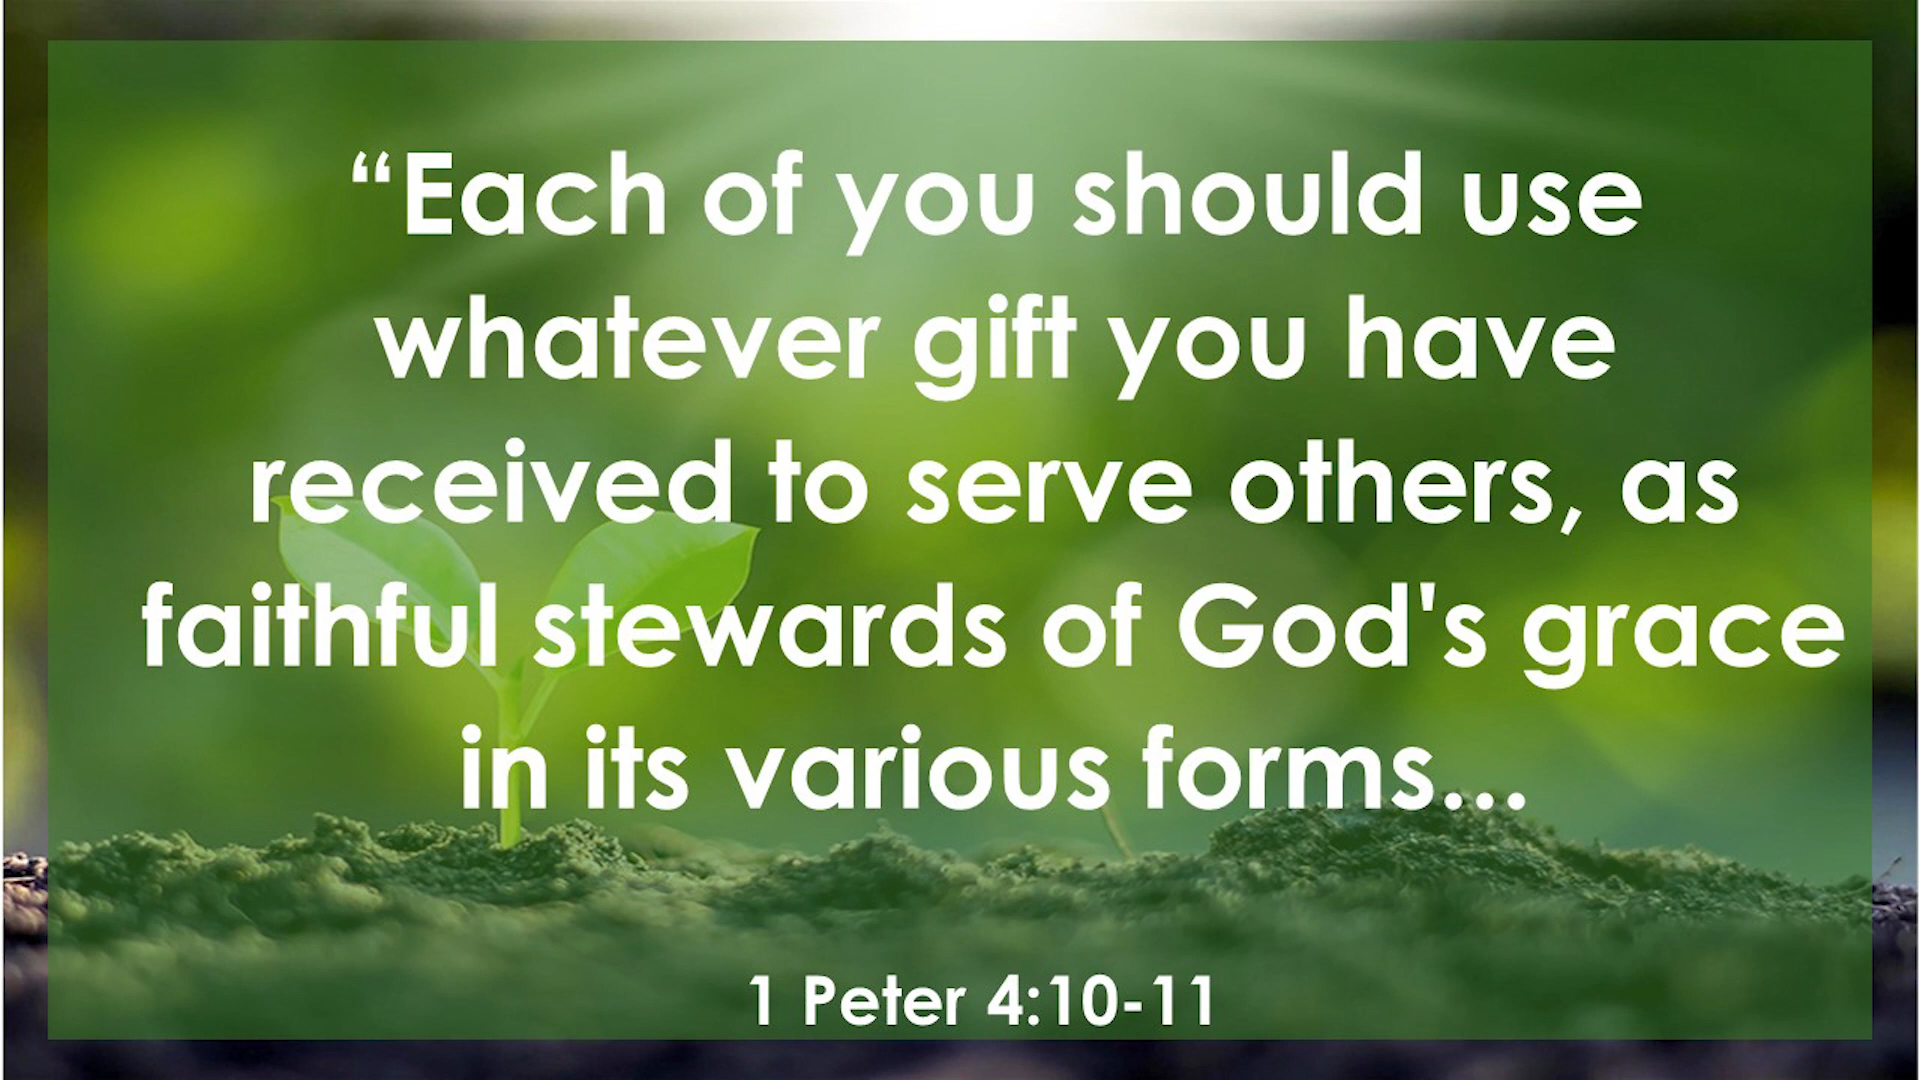 “Each of you should use
whatever gift you have
received to serve others, as
faithful stewards of God's grace
in its various forms...
1 Peter 4:10-11